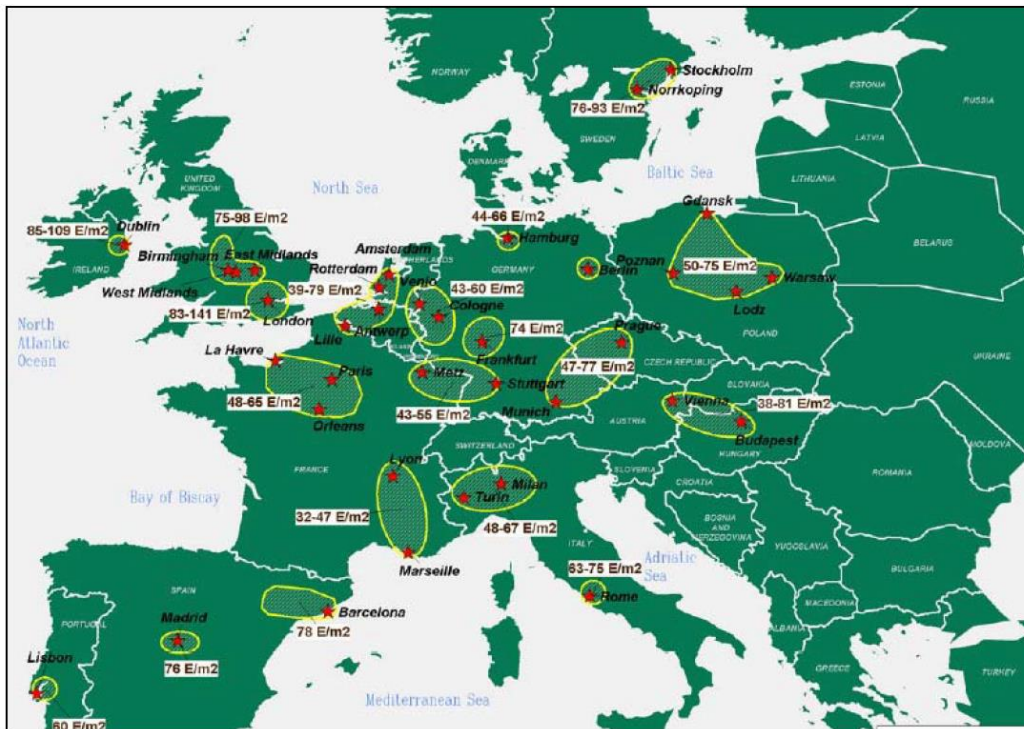 NORWAY
Stockholm
Norrkoping
76-93 E/m2
SWEDEN
ESTONIA
RUSSIA
LATVIA
LITHUANIA
BELARUS
UKRAINE
DENMARK
Baltic Sea
North Sea
UNITED
KINGDOM
75-98 E/m2
85-109 E/m2
Dublin
Birmingham
East Midlands
West Midlands
IRELAND
83-141 E/m2
London
Amsterdam
Rotterdam
Venlo
39-79 E/m2
43-60 E/m2
Cologne
Lille
Antwerp
44-66 E/m2
Hamburg
GERMANY
Berlin
Gdansk
Poznan
50-75 E/m2
Warsaw
Lodz
POLAND
74 E/m2
Frankfurt
Prague
CZECH REPUBLIC
47-77 E/m2
Munich
La Havre
Paris
48-65 E/m2
Orleans
Metz
Stuttgart
43-55 E/m2
SLOVAKIA
Vienna
38-81 E/m2
Budapest
AUSTRIA
HUNGARY
North
Atlantic
Ocean
Bay of Biscay
FRANCE
SWITZERLAND
Lyon
32-47 E/m2
Marseille
Milan
Turin
48-67 E/m2
ITALY
SLOVENIA
CROATIA
BOSNIA
AND
HERZEGOVINA
YUGOSLAVIA
ROMANIA
MOLDOVA
BULGARIA
MACEDONIA
ALBANIA
GREECE
TURKEY
Adriatic
Sea
63-75 E/m2
Rome
SPAIN
PORTUGAL
Madrid
76 E/m2
Barcelona
78 E/m2
Lisbon
60 E/m2
Mediterranean Sea